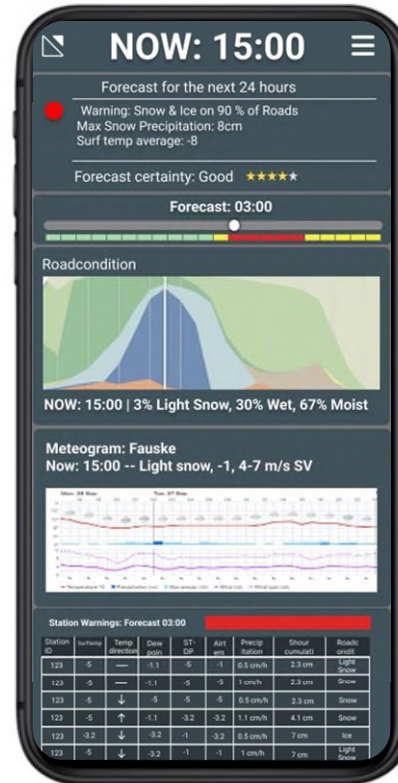 NOW: 15:00
Forecast for the next 24 hours
Warning: Snow & Ice on 90 % of Roads
Max Snow Precipitation: 8cm
Surf temp average: -8
Forecast certainty: Good
Forecast: 03:00
Roadcondition
NOW: 15:00 | 3% Light Snow, 30% Wet, 67% Moist
Meteogram: Fauske
Now: 15:00 -- Light snow, -1, 4-7 m/s SV
Station Warnings: Forecast 03:00
Station Surftemp Temp Dew ST- Airt Precip Shour Roadc
ID direction poin DP em itation cumulati onditi
123 -5 — -1.1 -5 -1 0.5 cm/h 2.3 cm Light Snow
123 -5 — -1.1 -5 -5 1 cm/h 2.3 cm Snow
123 -5 ↓ -5 -5 -5 0.5 cm/h 2.3 cm Snow
123 -5 ↑ -1.1 -3.2 -3.2 1.1 cm/h 4.1 cm Snow
123 -3.2 ↓ -3.2 -1 -3.2 0.5 cm/h 7 cm Ice
123 -5 ↓ -3.2 -1 -1 1 cm/h 7 cm Light Snow